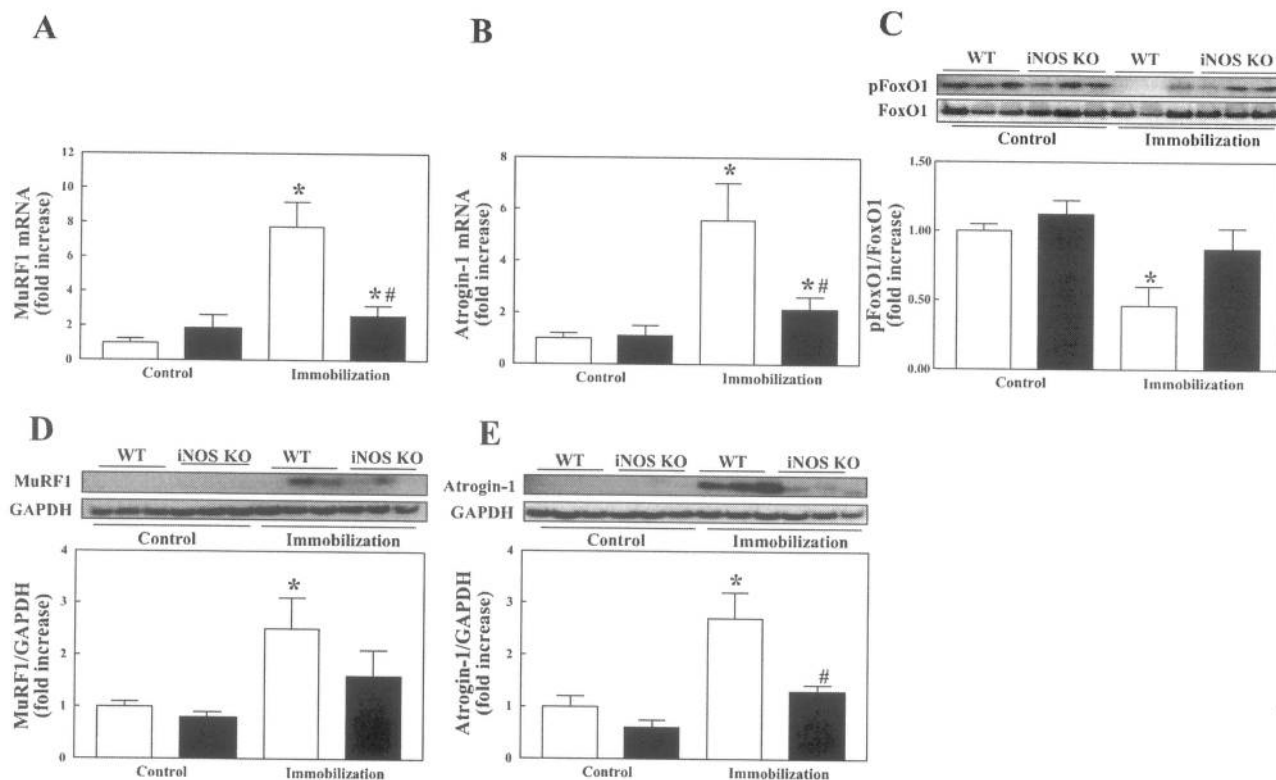 A
B
C
WT iNOS KO WT iNOS KO
pFoxO1
FoxO1
Control Immobilization
MuRF1 mRNA
(fold increase)
12
10
8
6
4
2
0
*
*#
Control Immobilization
Atrogin-1 mRNA
(fold increase)
8
6
4
2
0
*
*#
Control Immobilization
pFoxO1/FoxO1
(fold increase)
1.50
1.00
0.50
0.00
*
Control Immobilization
D
WT iNOS KO WT iNOS KO
MuRF1
GAPDH
Control Immobilization
MuRF1/GAPDH
(fold increase)
4
3
2
1
0
*
Control Immobilization
E
WT iNOS KO WT iNOS KO
Atrogin-1
GAPDH
Control Immobilization
Atrogin-1/GAPDH
(fold increase)
4
3
2
1
0
*
#
Control Immobilization